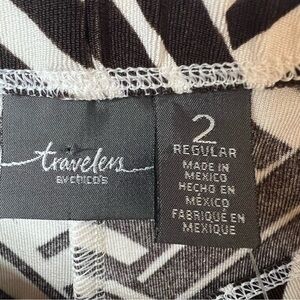 travelers
BY CHICO'S
2
REGULAR
MADE IN
MEXICO
HECHO EN
MÉXICO
FABRIQUÉ EN
MEXIQUE